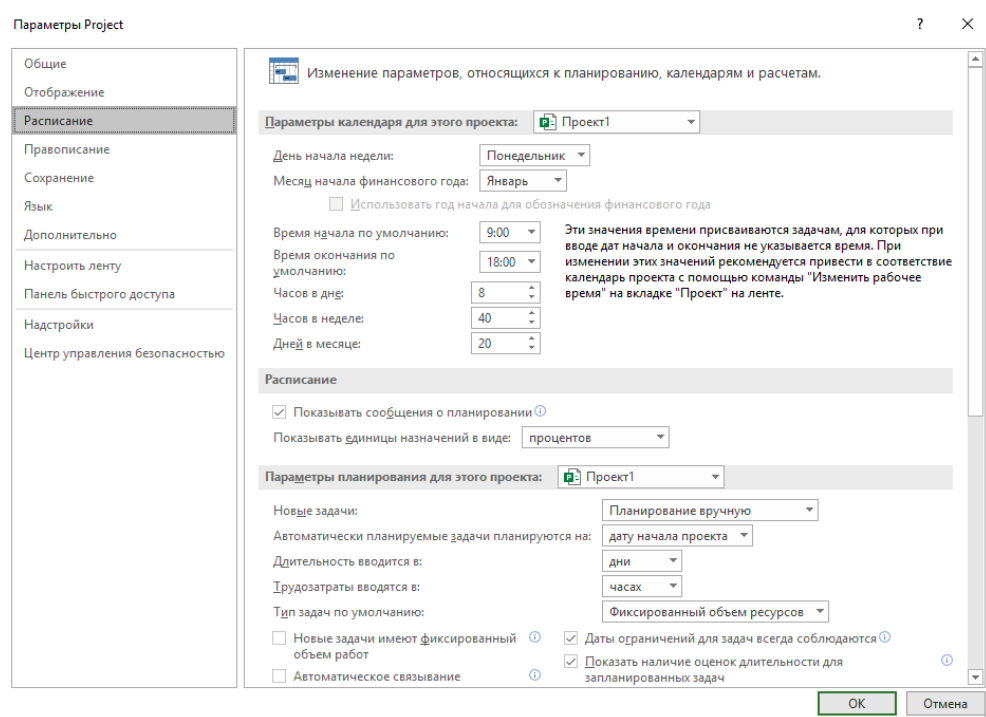 Параметры Project
?
Общие
Отображение
Расписание
Правописание
Сохранение
Язык
Дополнительно
Настроить ленту
Панель быстрого доступа
Надстройки
Центр управления безопасностью
Изменение параметров, относящихся к планированию, календарям и расчетам.
Параметры календаря для этого проекта: Проект1
День начала недели: Понедельник
Месяц начала финансового года: Январь
Использовать год начала для обозначения финансового года
Время начала по умолчанию: 9:00
Время окончания по
умолчанию: 18:00
Часов в дне: 8
Часов в неделе: 40
Дней в месяце: 20
Эти значения времени присваиваются задачам, для которых при
вводе дат начала и окончания не указывается время. При
изменении этих значений рекомендуется привести в соответствие
календарь проекта с помощью команды "Изменить рабочее
время" на вкладке "Проект" на ленте.
Расписание
Показывать сообщения о планировании
Показывать единицы назначений в виде: процентов
Параметры планирования для этого проекта: Проект1
Новые задачи: Планирование вручную
Автоматически планируемые задачи планируются на: дату начала проекта
Длительность вводится в: дни
Трудозатраты вводятся в: часах
Тип задач по умолчанию: Фиксированный объем ресурсов
Новые задачи имеют фиксированный
объем работ
Автоматическое связывание
Даты ограничений для задач всегда соблюдаются
Показать наличие оценок длительности для
запланированных задач
OK
Отмена